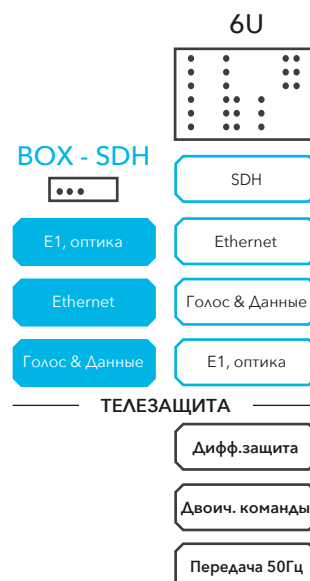 6U
BOX - SDH
SDH
E1, оптика
Ethernet
Ethernet
Голос & Данные
Голос & Данные
E1, оптика
ТЕЛЕЗАЩИТА
Дифф.защита
Двоич. команды
Передача 50Гц